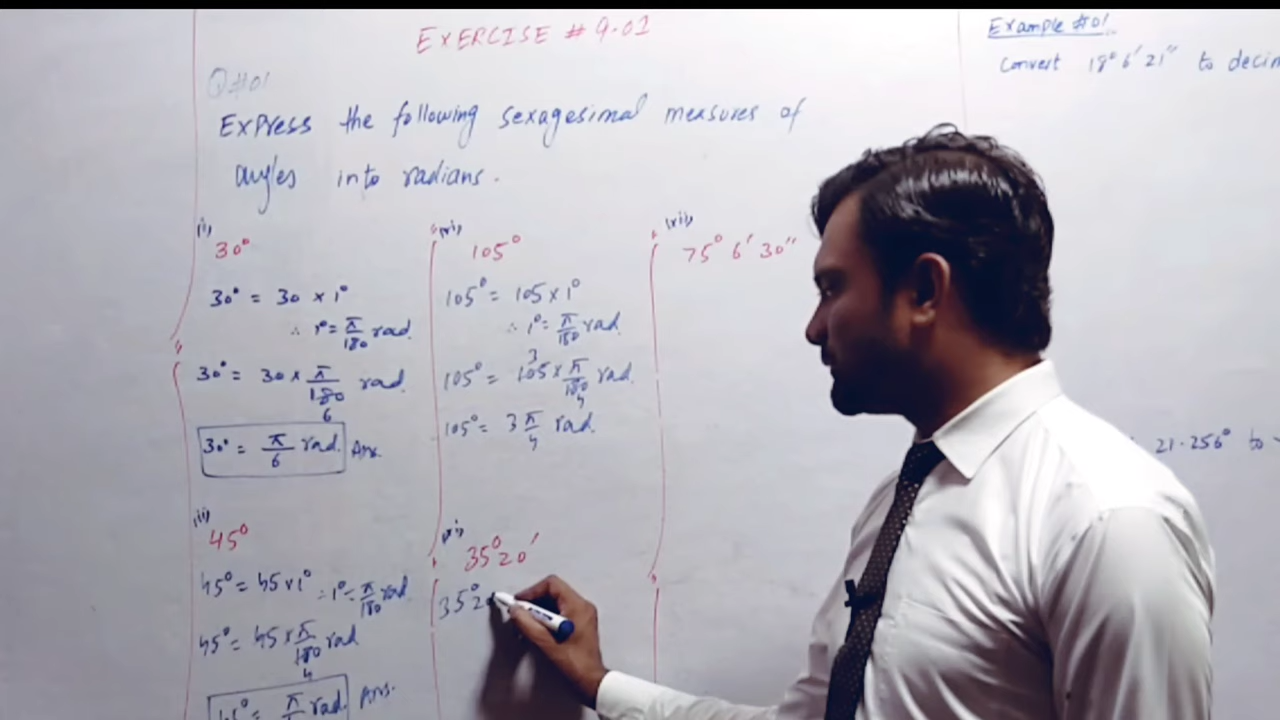 EXERCISE # 9.01
Q#01
Express the following sexagesimal measures of
angles into radians.
(i)
30°
30° = 30 × 1°
∴ 1° = π/180 rad.
30° = 30 × π/180 rad.
6
30° = π/6 rad. Ans.
(ii)
45°
45° = 45×1° ∴ 1° = π/180 rad
45° = 45 × π/180 rad
4
π rad. Ans.
105°
105° = 105 × 1°
∴ 1° = π/180 rad.
3
105° = 105 × π/180 rad.
4
105° = 3 π/4 rad.
35° 20′
35° 2
75° 6′ 30″
Example #01
Convert 18° 6′ 21″ to decim
21.256° to